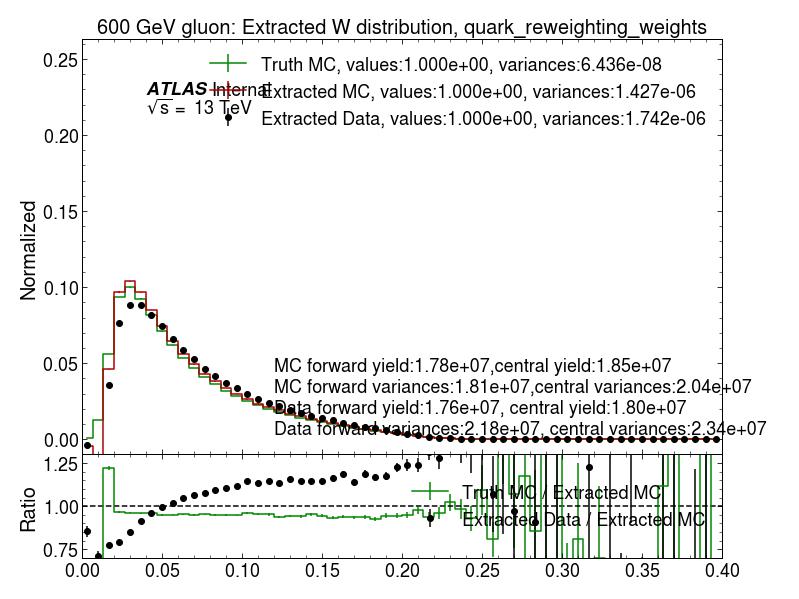 600 GeV gluon: Extracted W distribution, quark_reweighting_weights
Truth MC, values:1.000e+00, variances:6.436e-08
ATLAS Internal
Extracted MC, values:1.000e+00, variances:1.427e-06
√s = 13 TeV
Extracted Data, values:1.000e+00, variances:1.742e-06
Normalized
0.25
0.20
0.15
0.10
0.05
0.00
MC forward yield:1.78e+07,central yield:1.85e+07
MC forward variances:1.81e+07,central variances:2.04e+07
Data forward yield:1.76e+07, central yield:1.80e+07
Data forward variances:2.18e+07, central variances:2.34e+07
Ratio
1.25
1.00
0.75
Truth MC / Extracted MC
Extracted Data / Extracted MC
0.00 0.05 0.10 0.15 0.20 0.25 0.30 0.35 0.40